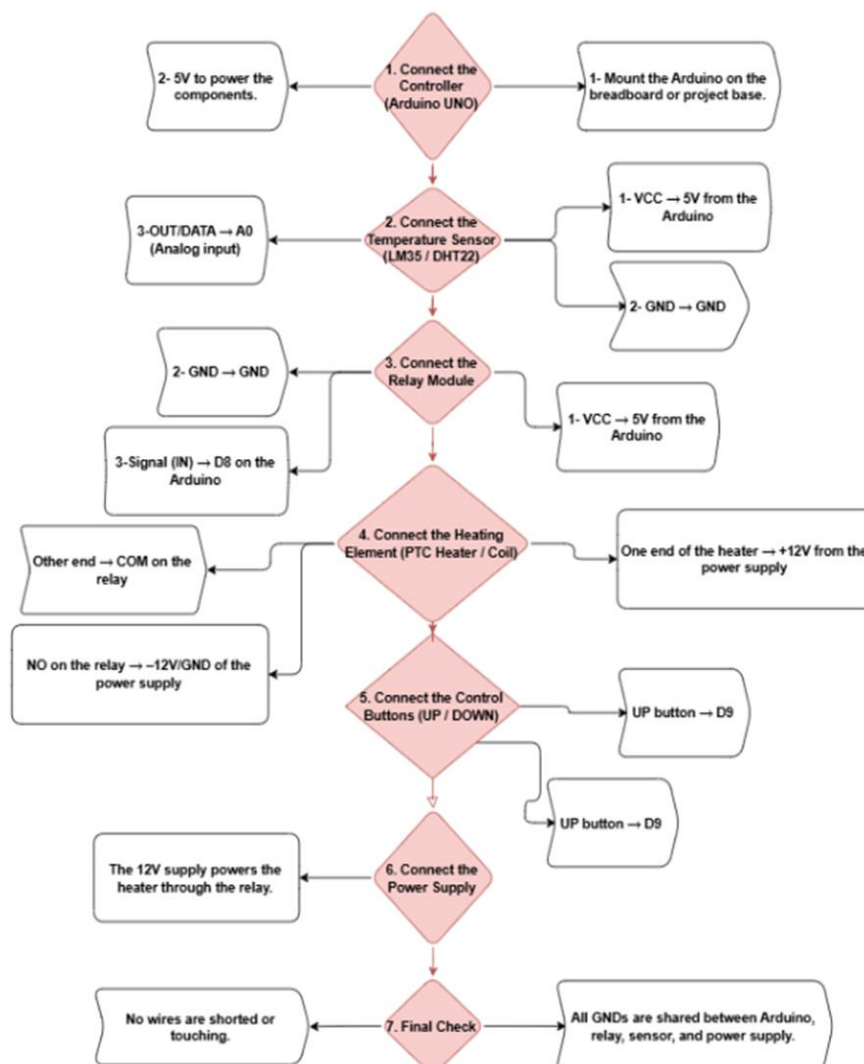 1. Connect the
Controller
(Arduino UNO)
2- 5V to power the
components.
1- Mount the Arduino on the
breadboard or project base.
2. Connect the
Temperature Sensor
(LM35 / DHT22)
3-OUT/DATA → A0
(Analog input)
1- VCC → 5V from the
Arduino
2- GND → GND
3. Connect the
Relay Module
2- GND → GND
3-Signal (IN) → D8 on the
Arduino
1- VCC → 5V from the
Arduino
4. Connect the Heating
Element (PTC Heater / Coil)
Other end → COM on the
relay
NO on the relay → –12V/GND of the
power supply
One end of the heater → +12V from the
power supply
5. Connect the Control
Buttons (UP / DOWN)
UP button → D9
UP button → D9
6. Connect the
Power Supply
The 12V supply powers the
heater through the relay.
7. Final Check
No wires are shorted or
touching.
All GNDs are shared between Arduino,
relay, sensor, and power supply.